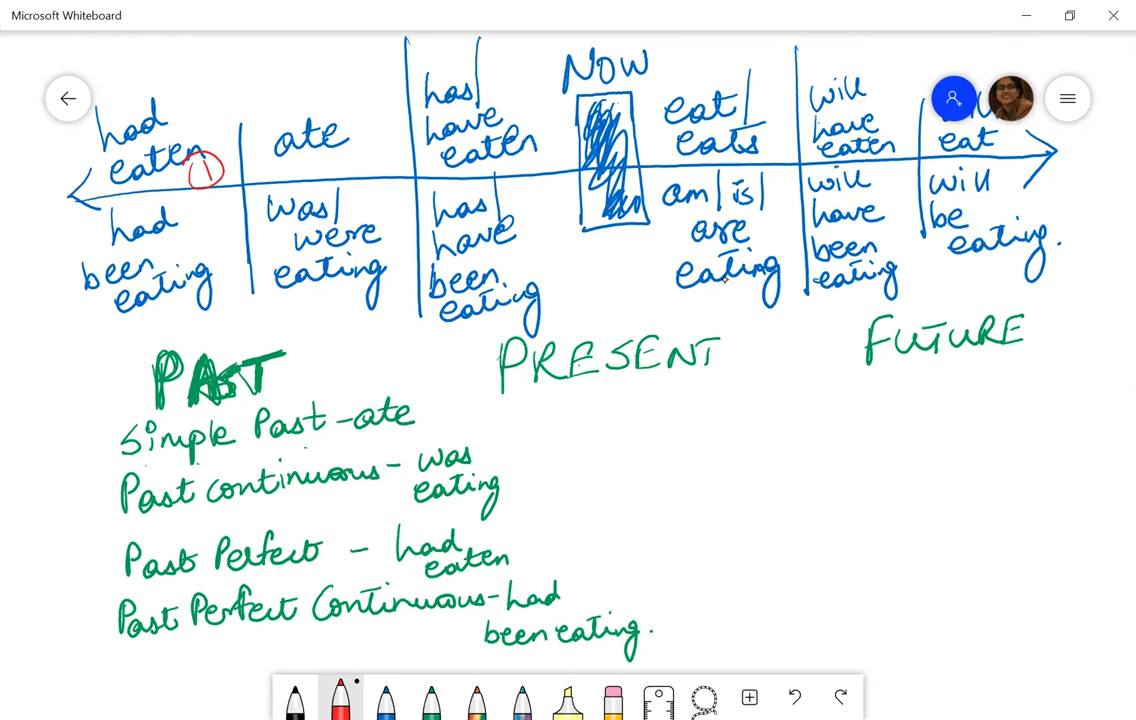 Microsoft Whiteboard
had
eaten
1
ate
has/
have
eaten
NOW
eat/
eats
will
have
eaten
eat
had
been
eating
was/
were
eating
has/
have
been
eating
am/is/
are
eating
will
have
been
eating
will
be
eating.
PAST
PRESENT
FUTURE
Simple Past - ate
Past continuous - was
eating
Past Perfect - had
eaten
Past Perfect Continuous - had
been eating.